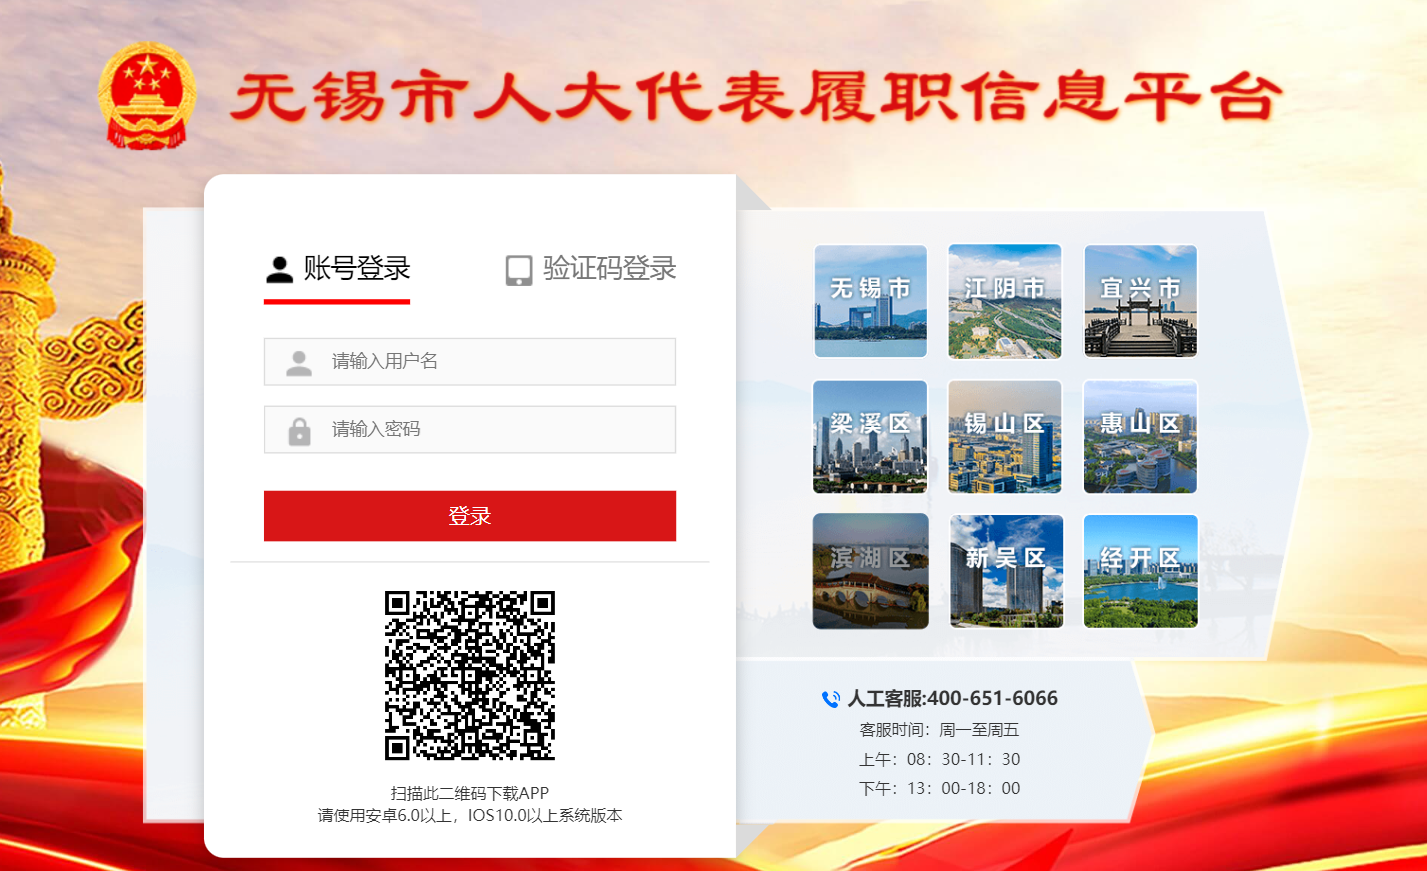 无锡市人大代表履职信息平台
账号登录
验证码登录
请输入用户名
请输入密码
登录
扫描此二维码下载APP
请使用安卓6.0以上，IOS10.0以上系统版本
无锡市
江阴市
宜兴市
梁溪区
锡山区
惠山区
滨湖区
新吴区
经开区
人工客服:400-651-6066
客服时间：周一至周五
上午：08：30-11：30
下午：13：00-18：00